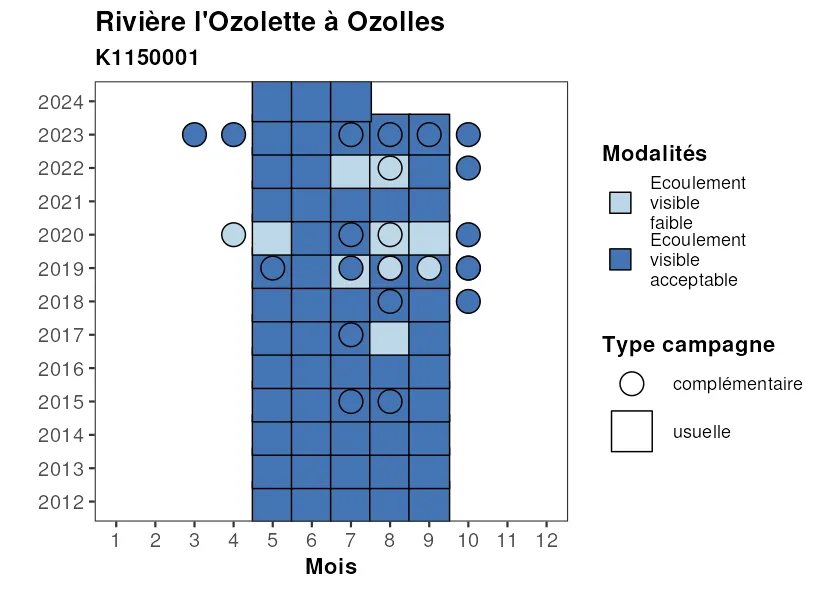 Rivière l'Ozolette à Ozolles
K1150001
2024
2023
2022
2021
2020
2019
2018
2017
2016
2015
2014
2013
2012
1 2 3 4 5 6 7 8 9 10 11 12
Mois
Modalités
Ecoulement
visible
faible
Ecoulement
visible
acceptable
Type campagne
complémentaire
usuelle